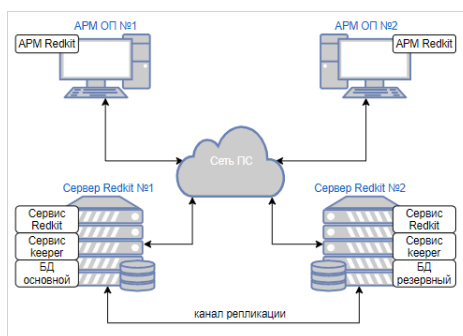 АРМ ОП №1
АРМ ОП №2
АРМ Redkit
АРМ Redkit
Сеть ПС
Сервер Redkit №1
Сервер Redkit №2
Сервис
Redkit
Сервис
keeper
БД
основной
Сервис
Redkit
Сервис
keeper
БД
резервный
канал репликации